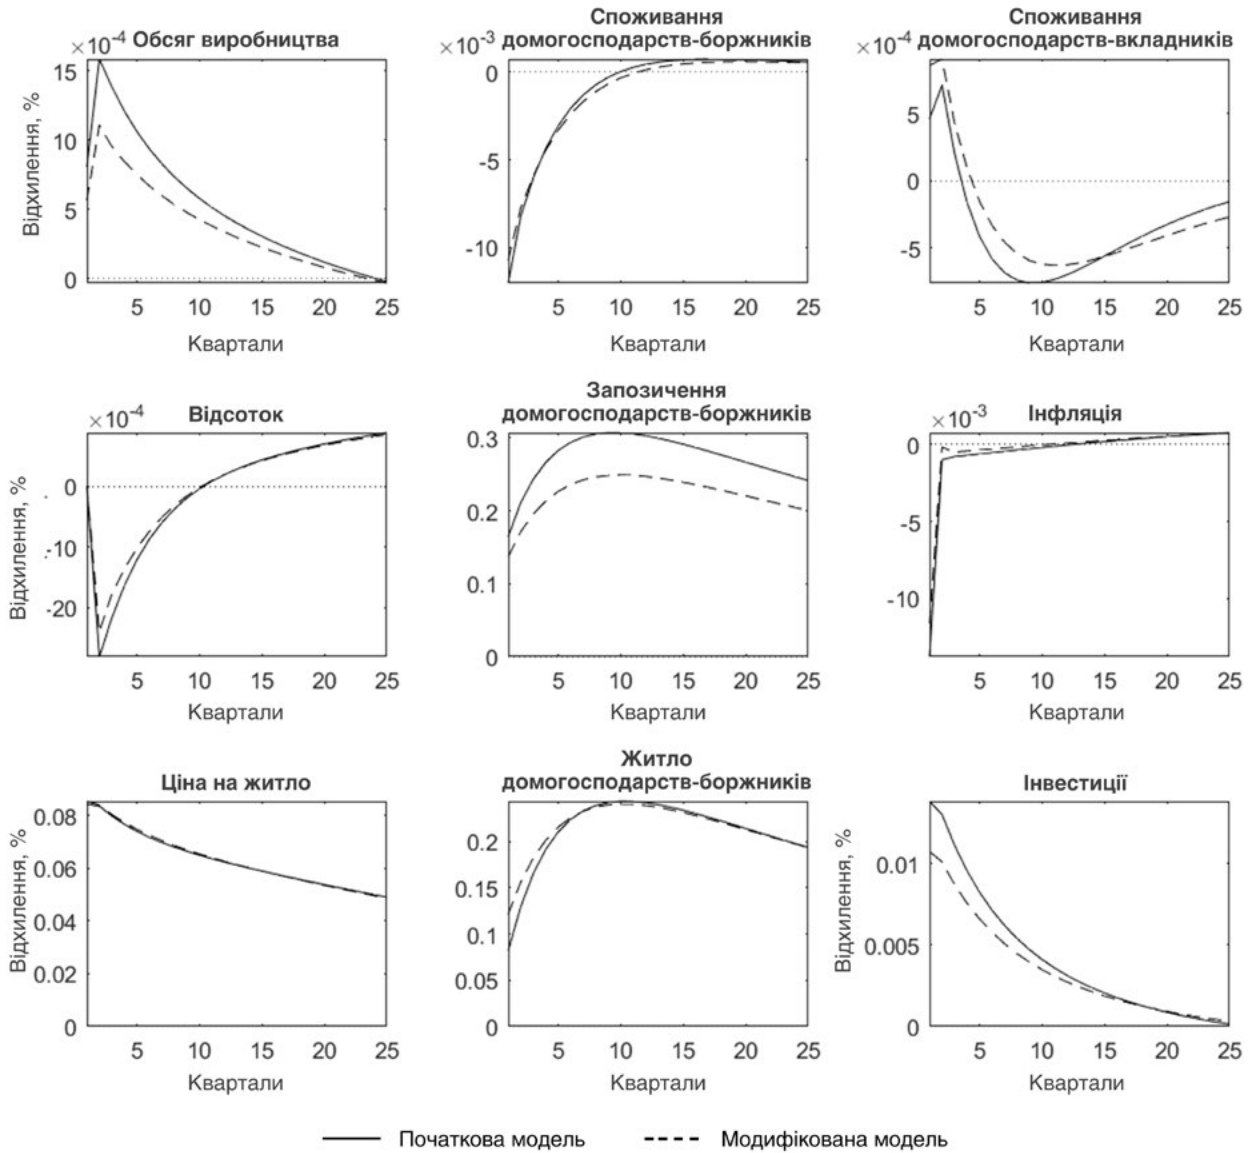 ×10⁻⁴ Обсяг виробництва
Відхилення, %
15
10
5
0
5 10 15 20 25
Квартали
Споживання
домогосподарств-боржників
×10⁻³
0
-5
-10
5 10 15 20 25
Квартали
Споживання
домогосподарств-вкладників
×10⁻⁴
5
0
-5
5 10 15 20 25
Квартали
Відсоток
×10⁻⁴
Відхилення, %
0
-10
-20
5 10 15 20 25
Квартали
Запозичення
домогосподарств-боржників
0.3
0.2
0.1
0
5 10 15 20 25
Квартали
Інфляція
×10⁻³
0
-5
-10
5 10 15 20 25
Квартали
Ціна на житло
Відхилення, %
0.08
0.06
0.04
0.02
0
5 10 15 20 25
Квартали
Житло
домогосподарств-боржників
0.2
0.15
0.1
0.05
0
5 10 15 20 25
Квартали
Інвестиції
Відхилення, %
0.01
0.005
0
5 10 15 20 25
Квартали
Початкова модель
Модифікована модель